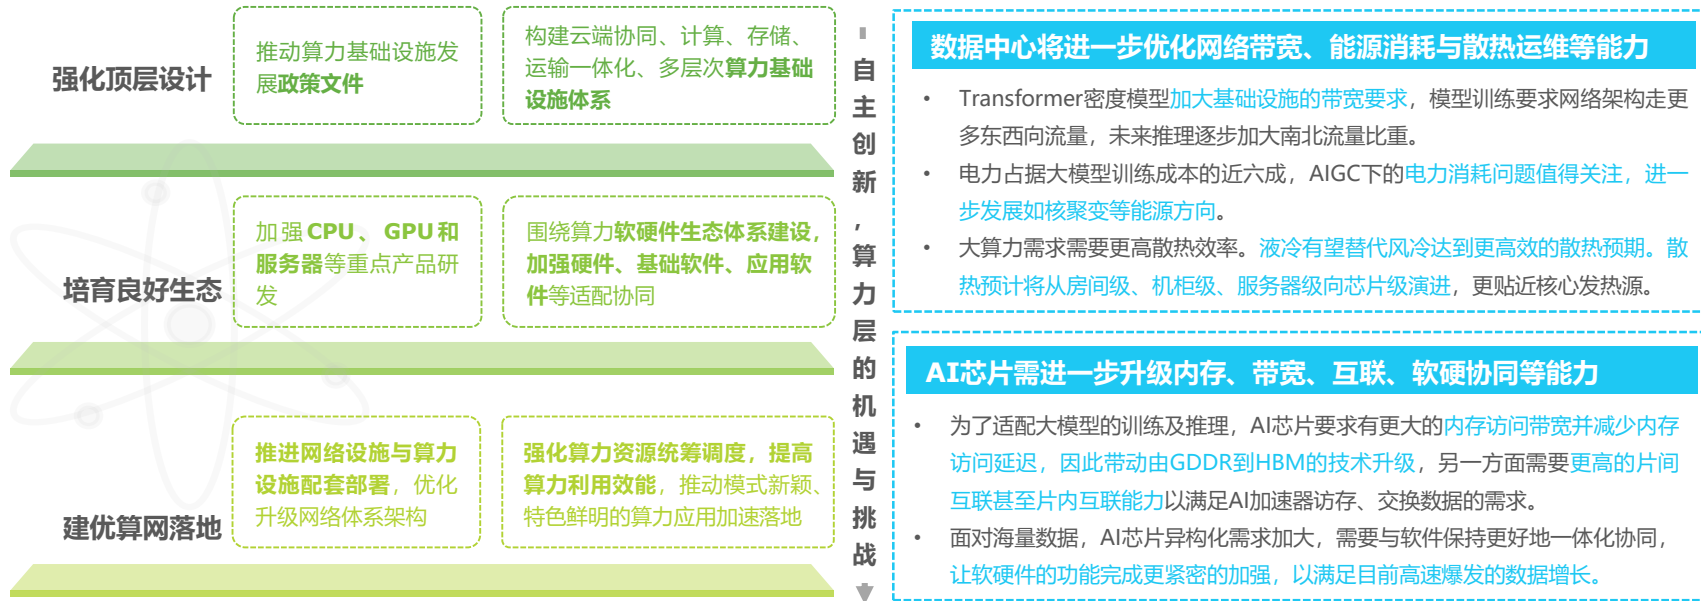 强化顶层设计
推动算力基础设施发
展政策文件
构建云端协同、计算、存储、
运输一体化、多层次算力基础
设施体系
培育良好生态
加强CPU、GPU和
服务器等重点产品研
发
围绕算力软硬件生态体系建设，
加强硬件、基础软件、应用软
件等适配协同
建优算网落地
推进网络设施与算力
设施配套部署，优化
升级网络体系架构
强化算力资源统筹调度，提高
算力利用效能，推动模式新颖、
特色鲜明的算力应用加速落地
自主创新，算力层的机遇与挑战
数据中心将进一步优化网络带宽、能源消耗与散热运维等能力
• Transformer密度模型加大基础设施的带宽要求，模型训练要求网络架构走更
多东西向流量，未来推理逐步加大南北流量比重。
• 电力占据大模型训练成本的近六成，AIGC下的电力消耗问题值得关注，进一
步发展如核聚变等能源方向。
• 大算力需求需要更高散热效率。液冷有望替代风冷达到更高效的散热预期。散
热预计将从房间级、机柜级、服务器级向芯片级演进，更贴近核心发热源。
AI芯片需进一步升级内存、带宽、互联、软硬协同等能力
• 为了适配大模型的训练及推理，AI芯片要求有更大的内存访问带宽并减少内存
访问延迟，因此带动由GDDR到HBM的技术升级，另一方面需要更高的片间
互联甚至片内互联能力以满足AI加速器访存、交换数据的需求。
• 面对海量数据，AI芯片异构化需求加大，需要与软件保持更好地一体化协同，
让软硬件的功能完成更紧密的加强，以满足目前高速爆发的数据增长。